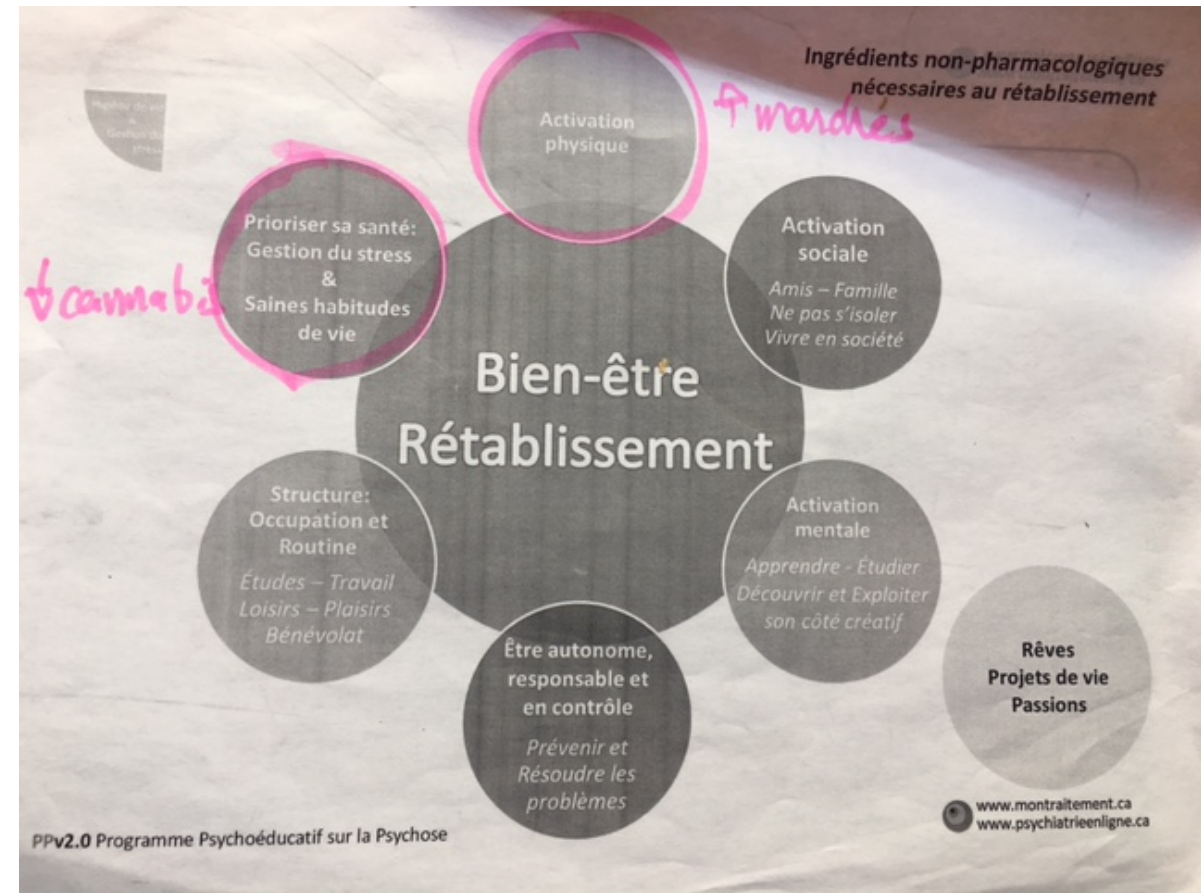 Ingrédients non-pharmacologiques
nécessaires au rétablissement
Activation
physique
↑ marches
Prioriser sa santé:
Gestion du stress
&
Saines habitudes
de vie
↓ cannabis
Activation
sociale
Amis – Famille
Ne pas s'isoler
Vivre en société
Bien-être
Rétablissement
Structure:
Occupation et
Routine
Études – Travail
Loisirs – Plaisirs
Bénévolat
Activation
mentale
Apprendre - Étudier
Découvrir et Exploiter
son côté créatif
Être autonome,
responsable et
en contrôle
Prévenir et
Résoudre les
problèmes
Rêves
Projets de vie
Passions
www.montraitement.ca
www.psychiatrieenligne.ca
PPv2.0 Programme Psychoéducatif sur la Psychose